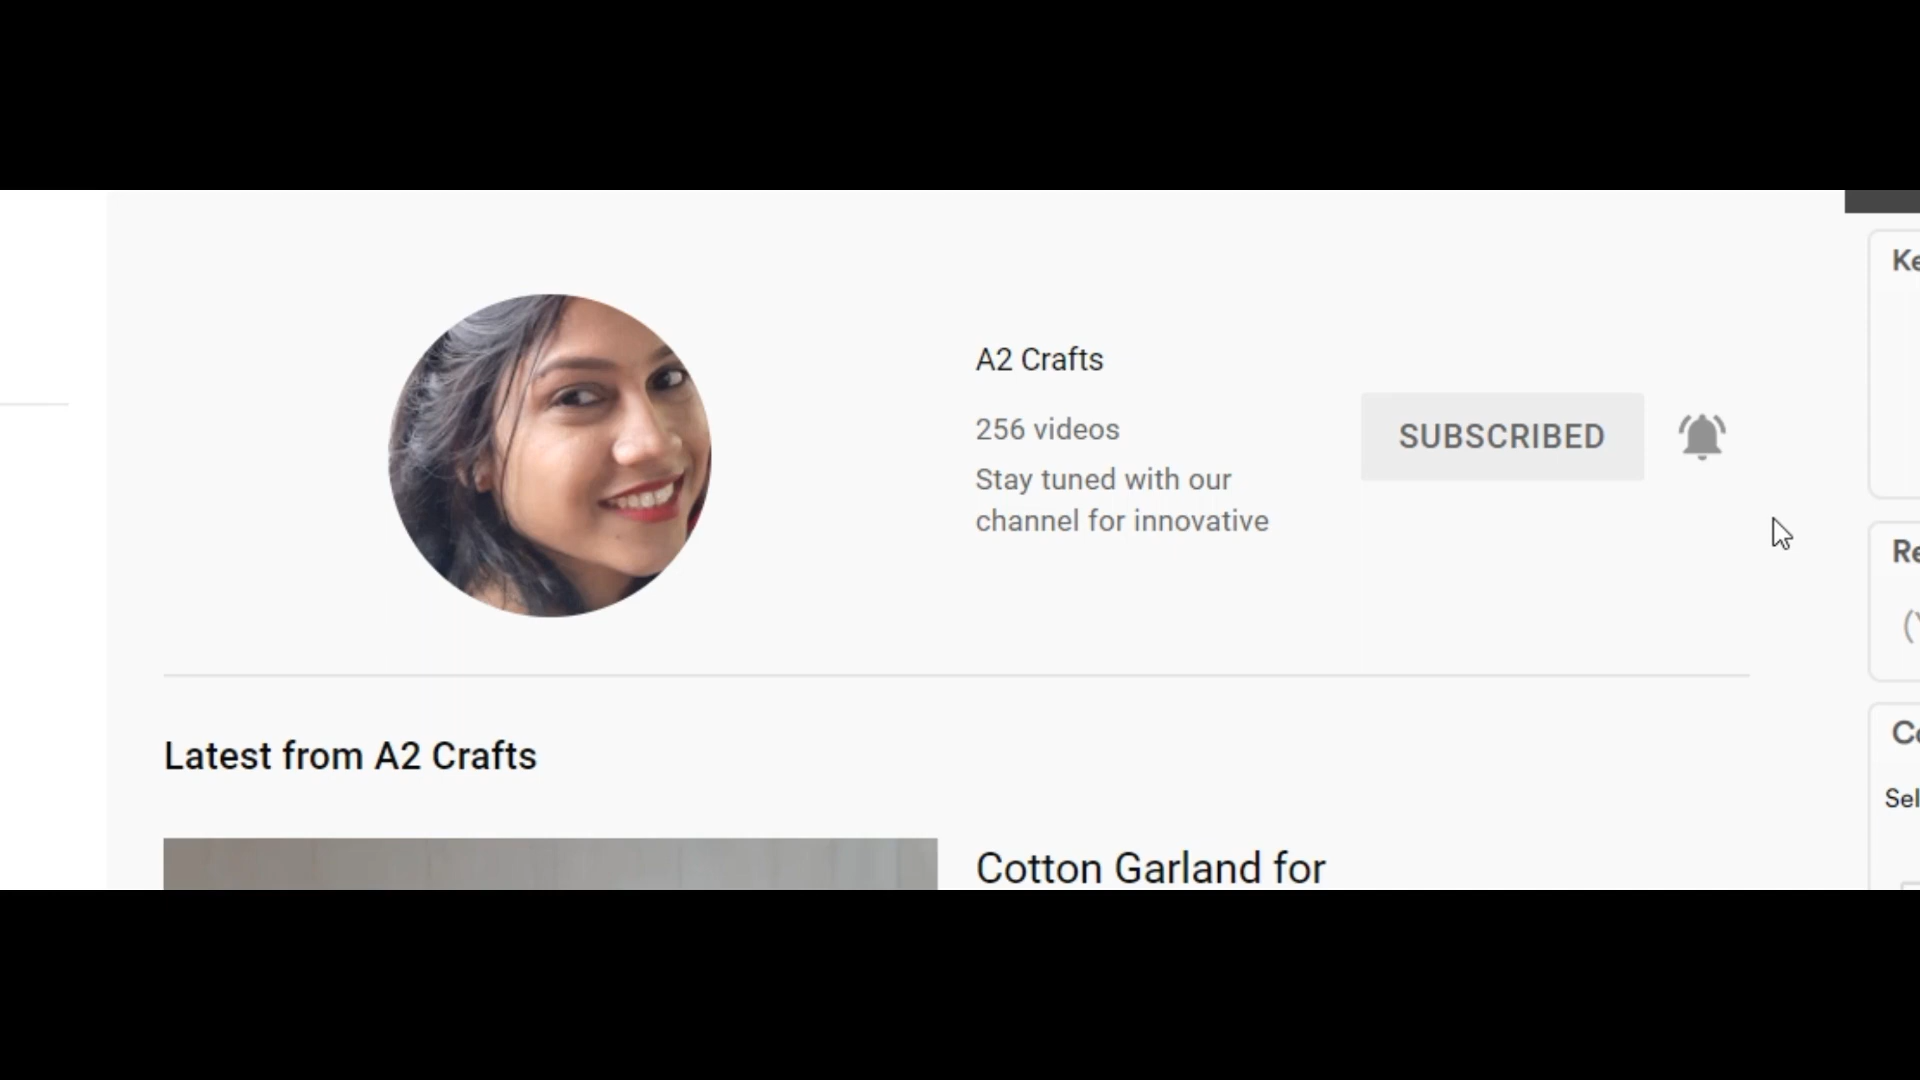 A2 Crafts
256 videos
Stay tuned with our
channel for innovative
SUBSCRIBED
Latest from A2 Crafts
Cotton Garland for